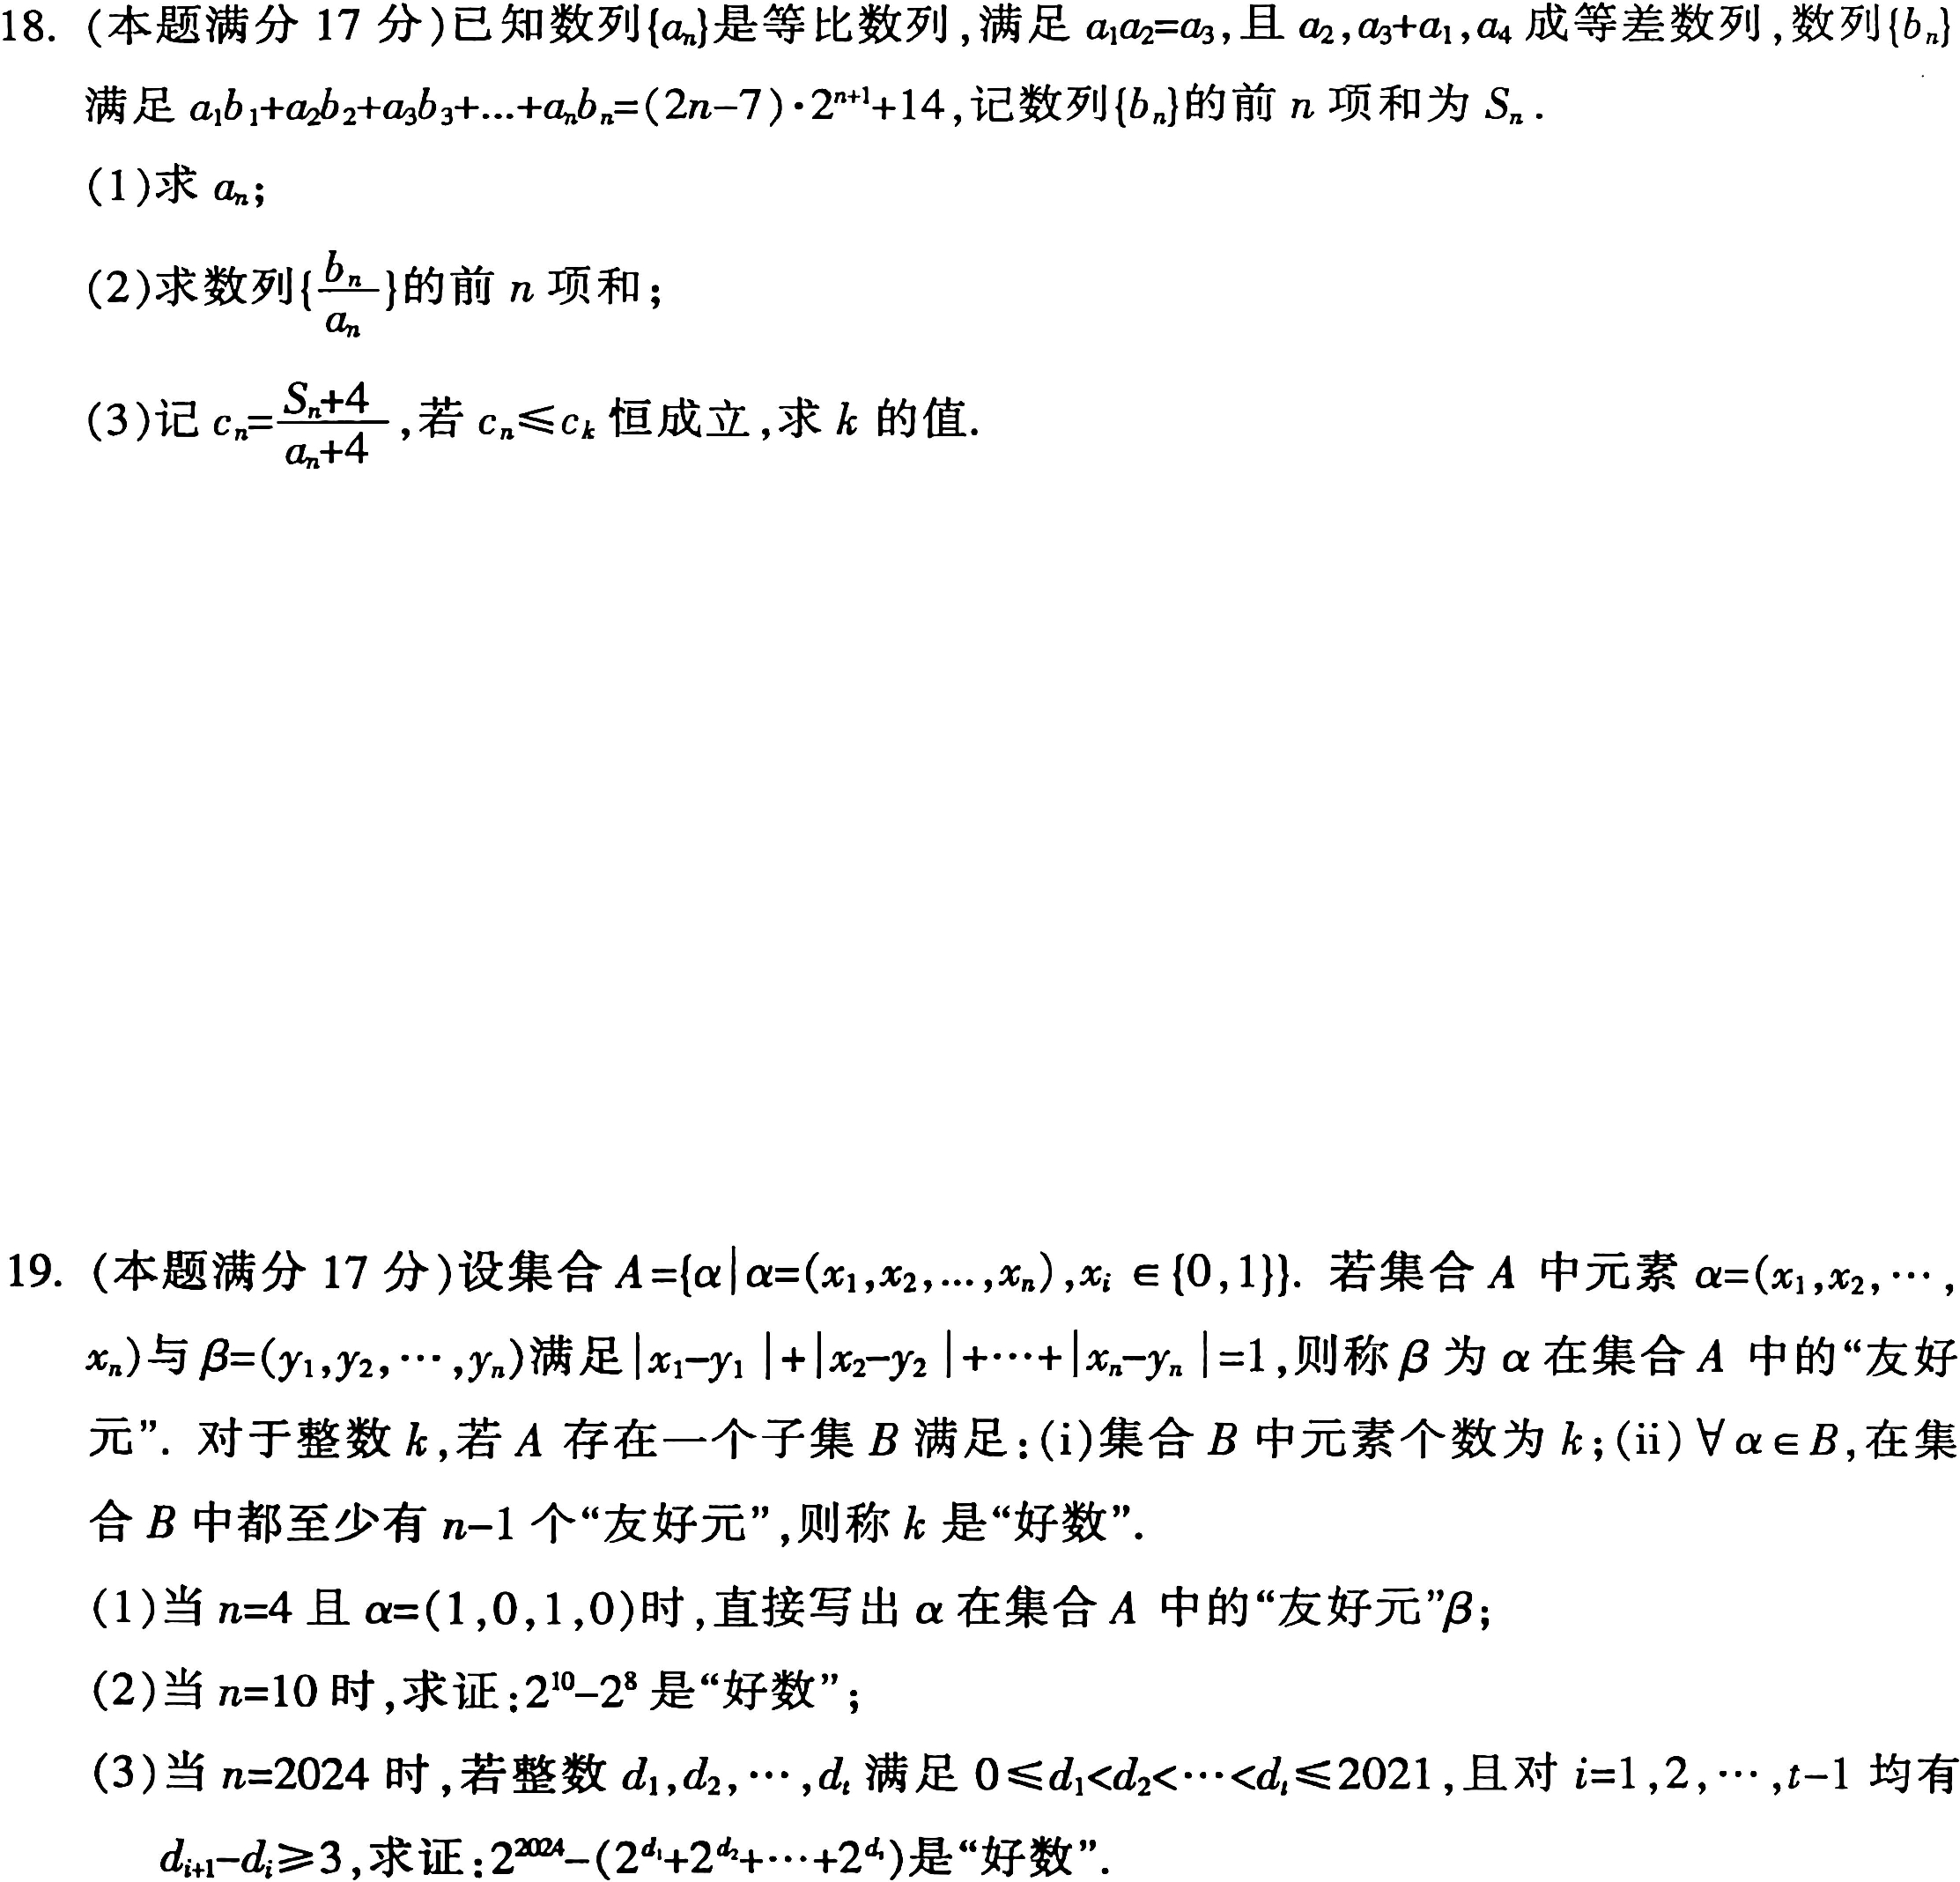 18. (本题满分 17 分)已知数列{aₙ}是等比数列,满足 a₁a₂=a₃,且 a₂,a₃+a₁,a₄ 成等差数列,数列{bₙ}
满足 a₁b₁+a₂b₂+a₃b₃+...+aₙbₙ=(2n-7)·2ⁿ⁺¹+14,记数列{bₙ}的前 n 项和为 Sₙ.
(1)求 aₙ;
(2)求数列{bₙ/aₙ}的前 n 项和;
(3)记 cₙ=(Sₙ+4)/(aₙ+4),若 cₙ≤cₖ 恒成立,求 k 的值.
19. (本题满分 17 分)设集合 A={α|α=(x₁,x₂,...,xₙ),xᵢ∈{0,1}}. 若集合 A 中元素 α=(x₁,x₂,⋯,
xₙ)与 β=(y₁,y₂,⋯,yₙ)满足|x₁-y₁|+|x₂-y₂|+⋯+|xₙ-yₙ|=1,则称 β 为 α 在集合 A 中的“友好
元”. 对于整数 k,若 A 存在一个子集 B 满足:(i)集合 B 中元素个数为 k;(ii)∀α∈B,在集
合 B 中都至少有 n-1 个“友好元”,则称 k 是“好数”.
(1)当 n=4 且 α=(1,0,1,0)时,直接写出 α 在集合 A 中的“友好元”β;
(2)当 n=10 时,求证:2¹⁰-2⁸ 是“好数”;
(3)当 n=2024 时,若整数 d₁,d₂,⋯,dₜ 满足 0≤d₁<d₂<⋯<dₜ≤2021,且对 i=1,2,⋯,t-1 均有
dᵢ₊₁-dᵢ≥3,求证:2²⁰²⁴-(2^d₁+2^d₂+⋯+2^dₜ)是“好数”.